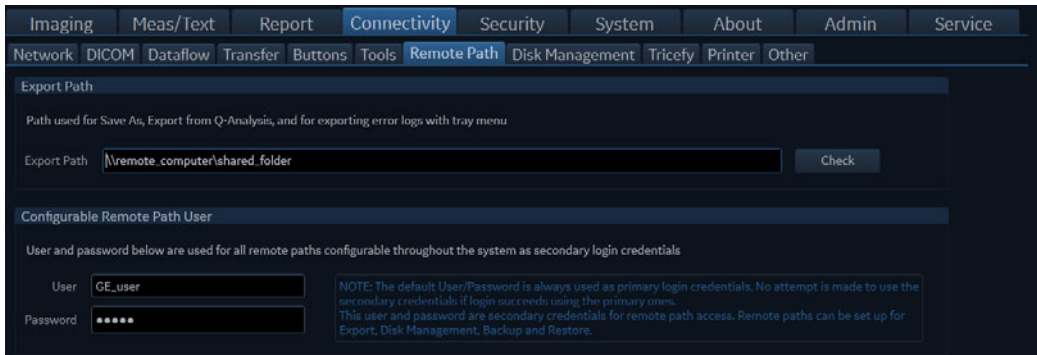 Imaging Meas/Text Report Connectivity Security System About Admin Service
Network DICOM Dataflow Transfer Buttons Tools Remote Path Disk Management Tricefy Printer Other
Export Path
Path used for Save As, Export from Q-Analysis, and for exporting error logs with tray menu
Export Path \\remote_computer\shared_folder Check
Configurable Remote Path User
User and password below are used for all remote paths configurable throughout the system as secondary login credentials
User GE_user
Password •••••
NOTE: The default User/Password is always used as primary login credentials. No attempt is made to use the
secondary credentials if login succeeds using the primary ones.
This user and password are secondary credentials for remote path access. Remote paths can be set up for
Export, Disk Management, Backup and Restore.